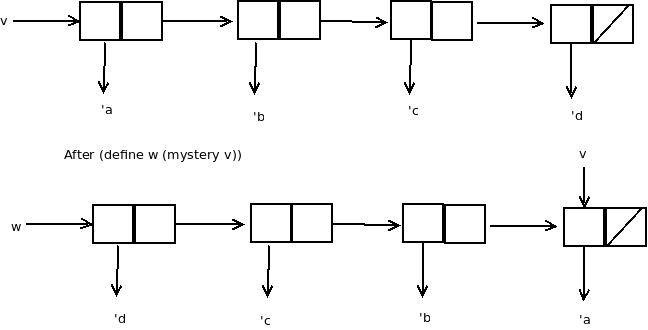 v
'a
'b
'c
'd
After (define w (mystery v))
v
w
'd
'c
'b
'a